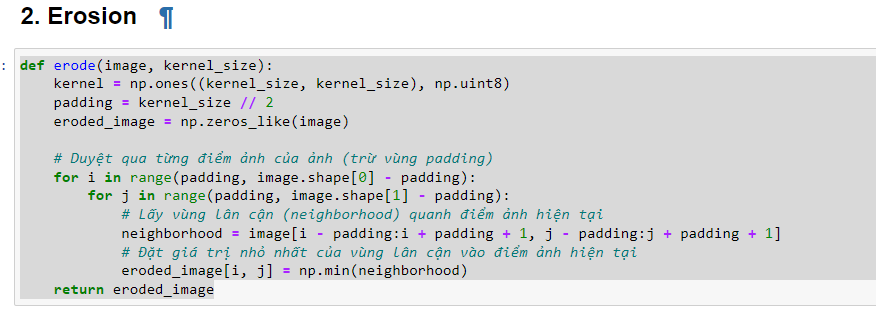 2. Erosion ¶
: def erode(image, kernel_size):
    kernel = np.ones((kernel_size, kernel_size), np.uint8)
    padding = kernel_size // 2
    eroded_image = np.zeros_like(image)
    # Duyệt qua từng điểm ảnh của ảnh (trừ vùng padding)
    for i in range(padding, image.shape[0] - padding):
        for j in range(padding, image.shape[1] - padding):
            # Lấy vùng lân cận (neighborhood) quanh điểm ảnh hiện tại
            neighborhood = image[i - padding:i + padding + 1, j - padding:j + padding + 1]
            # Đặt giá trị nhỏ nhất của vùng lân cận vào điểm ảnh hiện tại
            eroded_image[i, j] = np.min(neighborhood)
    return eroded_image